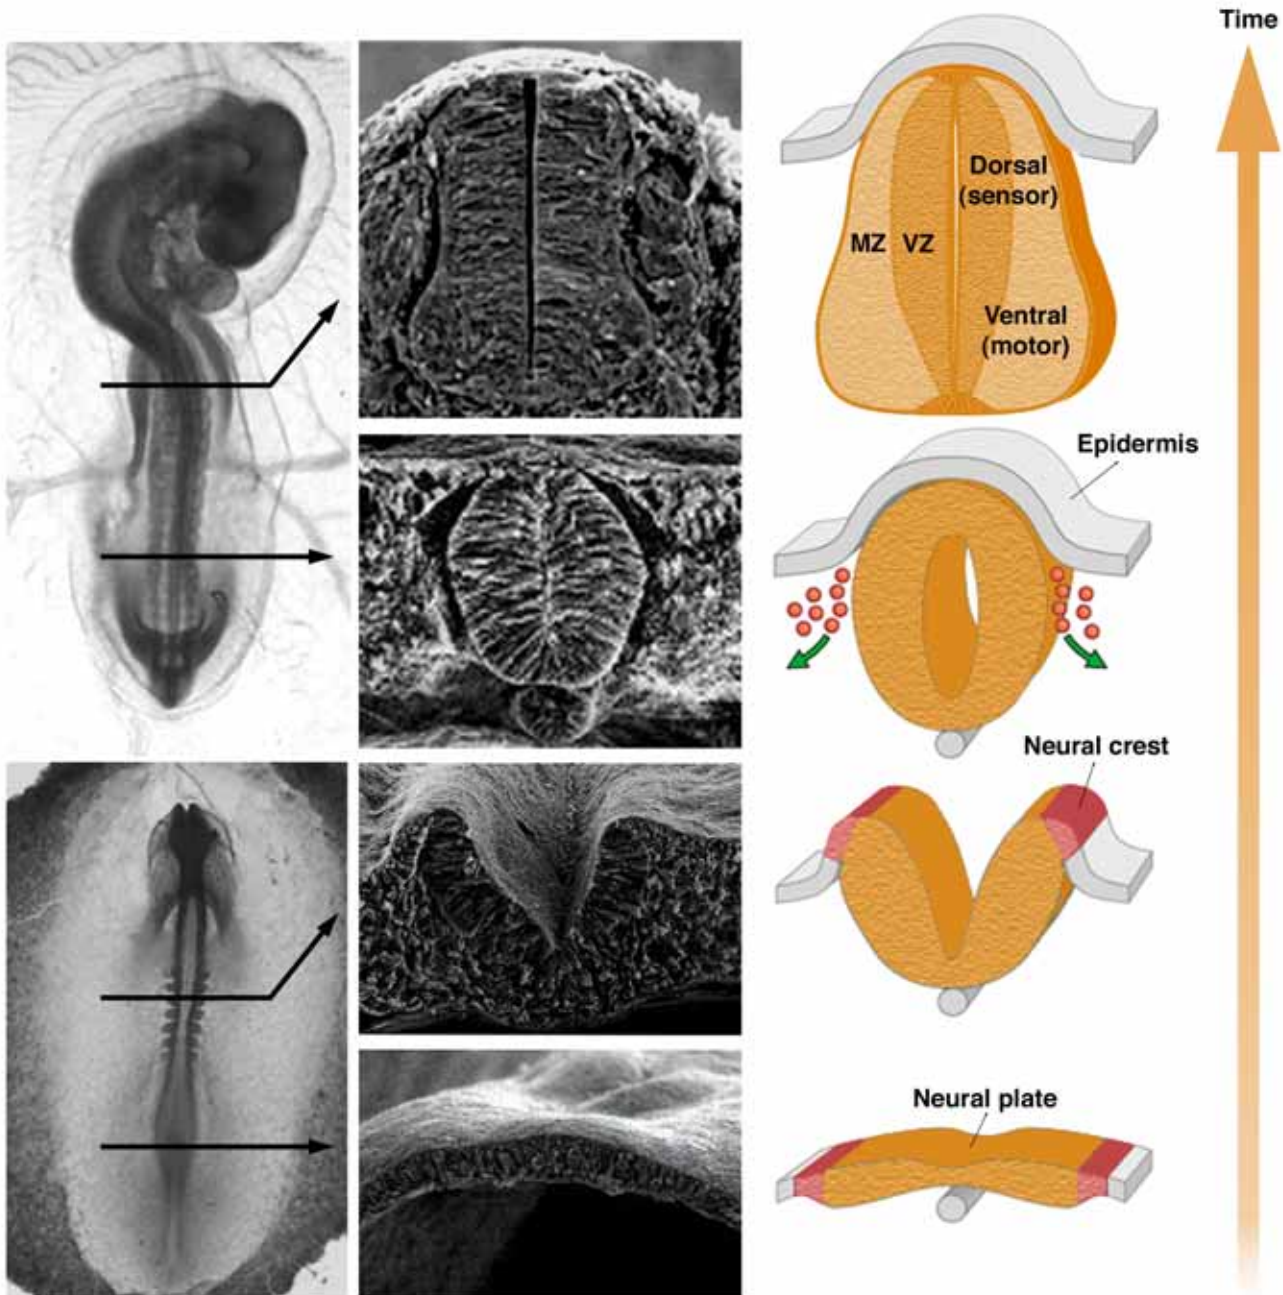 Time
Dorsal
(sensor)
MZ VZ
Ventral
(motor)
Epidermis
Neural crest
Neural plate